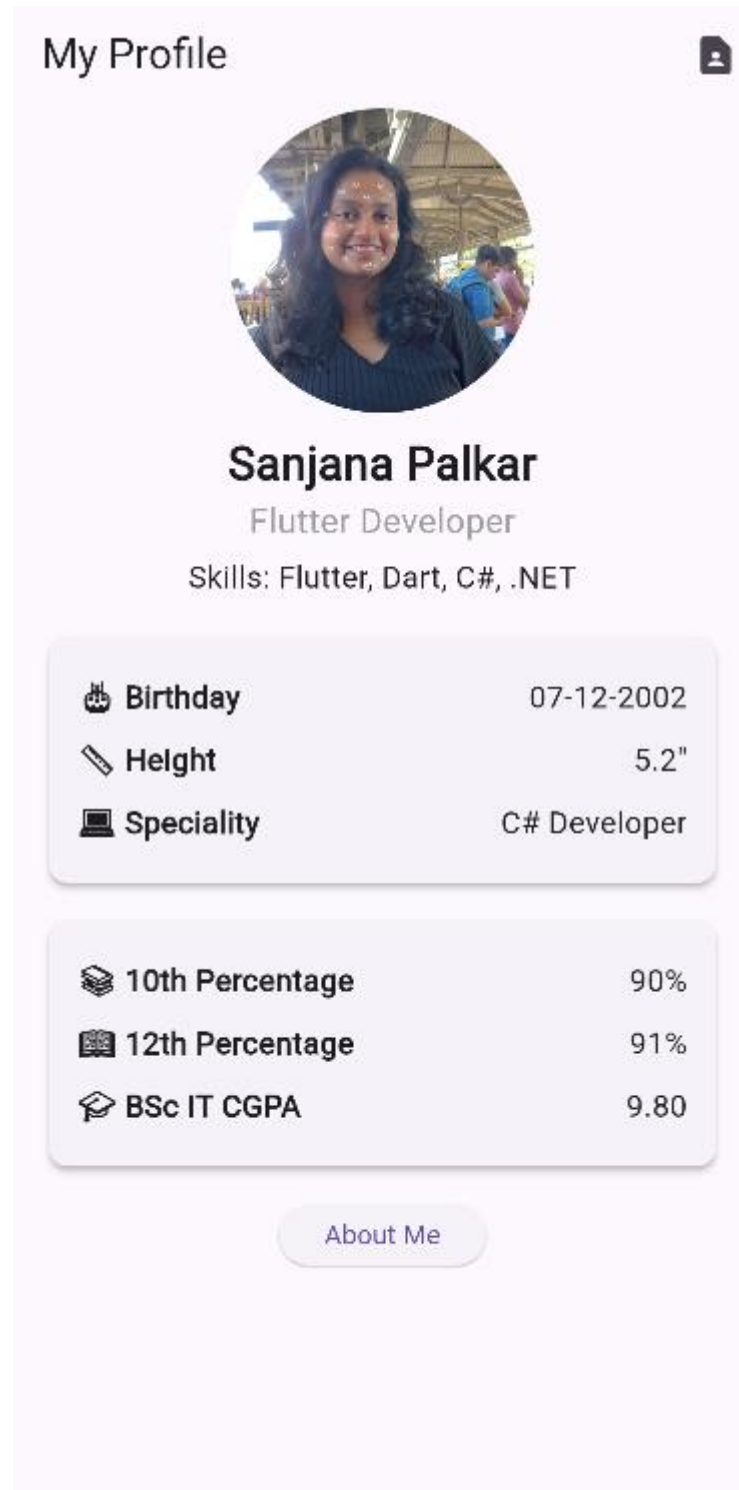 My Profile
Sanjana Palkar
Flutter Developer
Skills: Flutter, Dart, C#, .NET
Birthday 07-12-2002
Height 5.2"
Speciality C# Developer
10th Percentage 90%
12th Percentage 91%
BSc IT CGPA 9.80
About Me